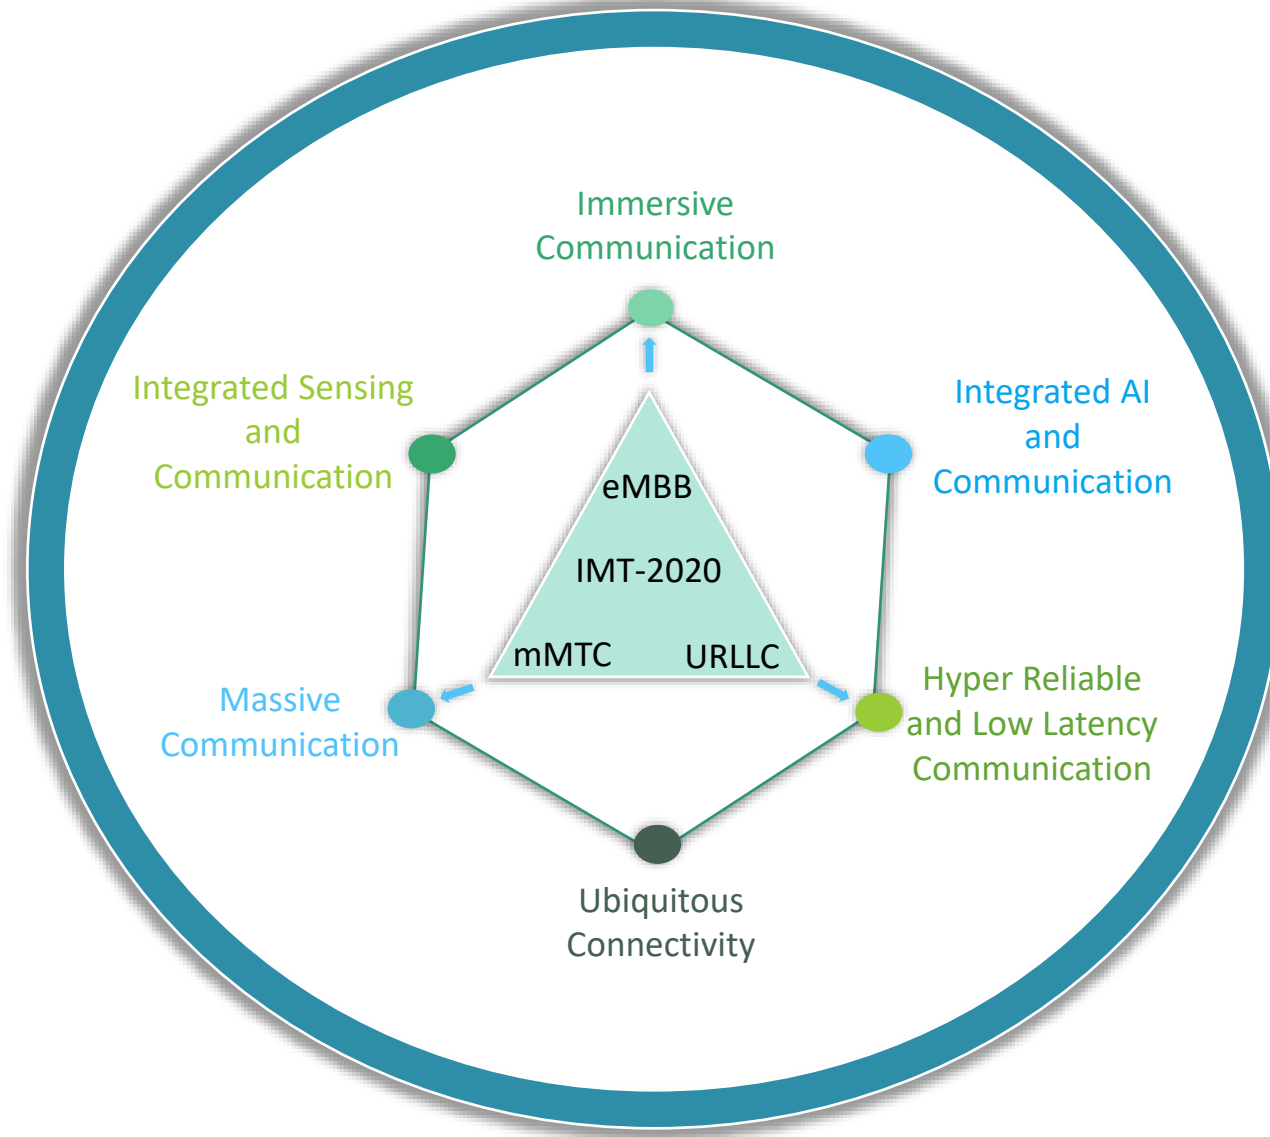 Immersive
Communication
Integrated Sensing
and
Communication
Integrated AI
and
Communication
eMBB
IMT-2020
mMTC
URLLC
Massive
Communication
Hyper Reliable
and Low Latency
Communication
Ubiquitous
Connectivity